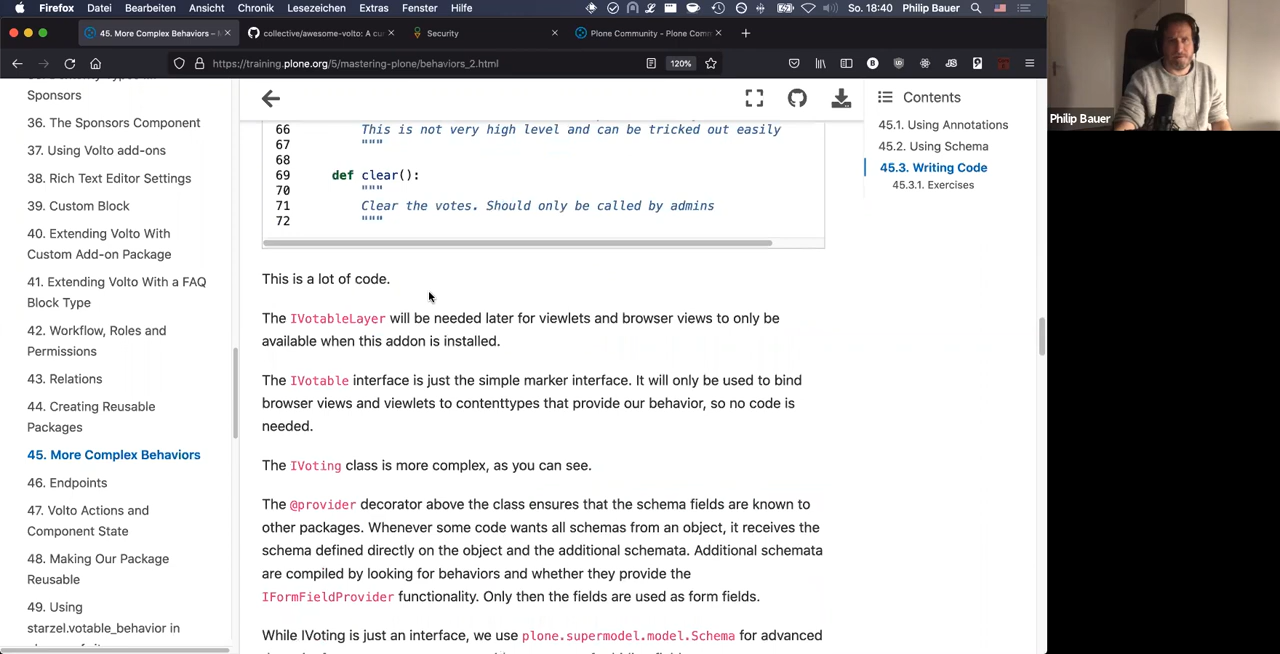 Firefox Datei Bearbeiten Ansicht Chronik Lesezeichen Extras Fenster Hilfe So. 18:40 Philip Bauer
45. More Complex Behaviors –
collective/awesome-volto: A cu
Security
Plone Community - Plone Com
https://training.plone.org/5/mastering-plone/behaviors_2.html 120%
Sponsors
36. The Sponsors Component
37. Using Volto add-ons
38. Rich Text Editor Settings
39. Custom Block
40. Extending Volto With
Custom Add-on Package
41. Extending Volto With a FAQ
Block Type
42. Workflow, Roles and
Permissions
43. Relations
44. Creating Reusable
Packages
45. More Complex Behaviors
46. Endpoints
47. Volto Actions and
Component State
48. Making Our Package
Reusable
49. Using
starzel.votable_behavior in
66 This is not very high level and can be tricked out easily
67 """
68
69 def clear():
70 """
71 Clear the votes. Should only be called by admins
72 """
This is a lot of code.
The IVotableLayer will be needed later for viewlets and browser views to only be
available when this addon is installed.
The IVotable interface is just the simple marker interface. It will only be used to bind
browser views and viewlets to contenttypes that provide our behavior, so no code is
needed.
The IVoting class is more complex, as you can see.
The @provider decorator above the class ensures that the schema fields are known to
other packages. Whenever some code wants all schemas from an object, it receives the
schema defined directly on the object and the additional schemata. Additional schemata
are compiled by looking for behaviors and whether they provide the
IFormFieldProvider functionality. Only then the fields are used as form fields.
While IVoting is just an interface, we use plone.supermodel.model.Schema for advanced
Contents
45.1. Using Annotations
45.2. Using Schema
45.3. Writing Code
45.3.1. Exercises
Philip Bauer